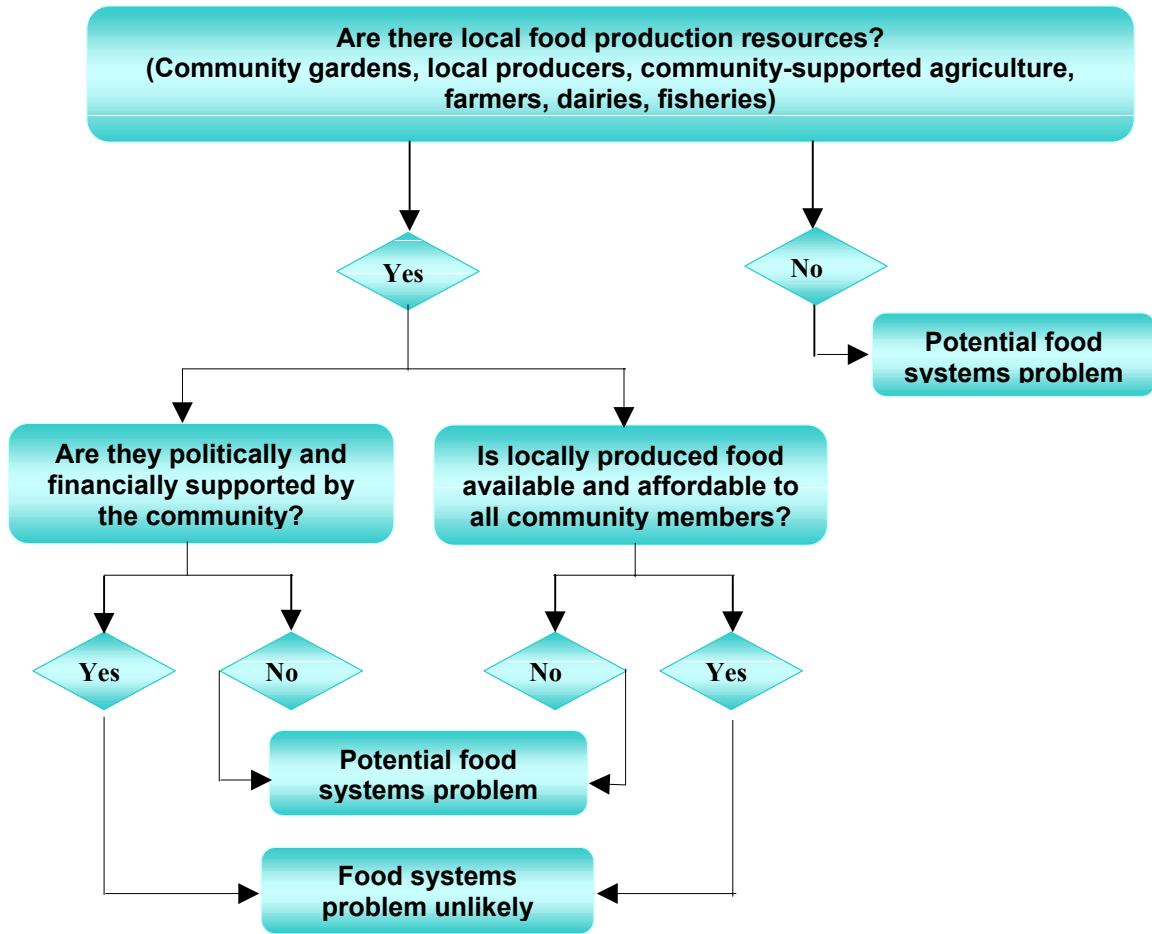 Are there local food production resources?
(Community gardens, local producers, community-supported agriculture,
farmers, dairies, fisheries)
Yes
No
Potential food
systems problem
Are they politically and
financially supported by
the community?
Is locally produced food
available and affordable to
all community members?
Yes
No
No
Yes
Potential food
systems problem
Food systems
problem unlikely